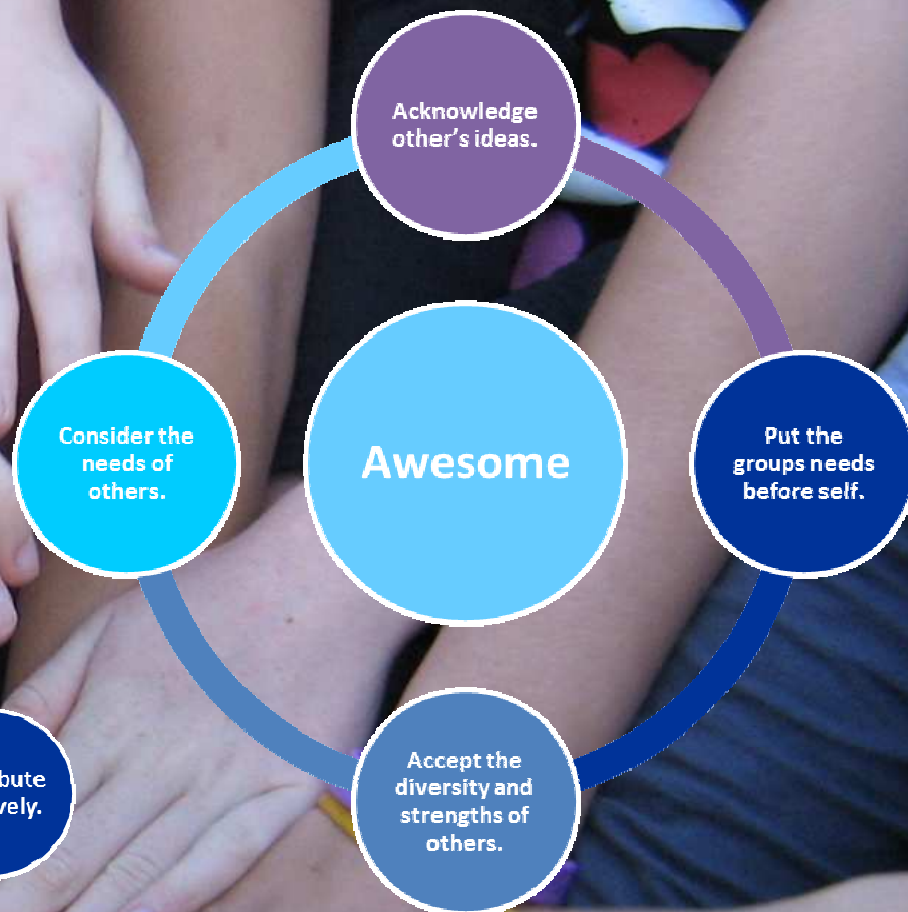 Acknowledge
other's ideas.
Consider the
needs of
others.
Awesome
Put the
groups needs
before self.
Accept the
diversity and
strengths of
others.